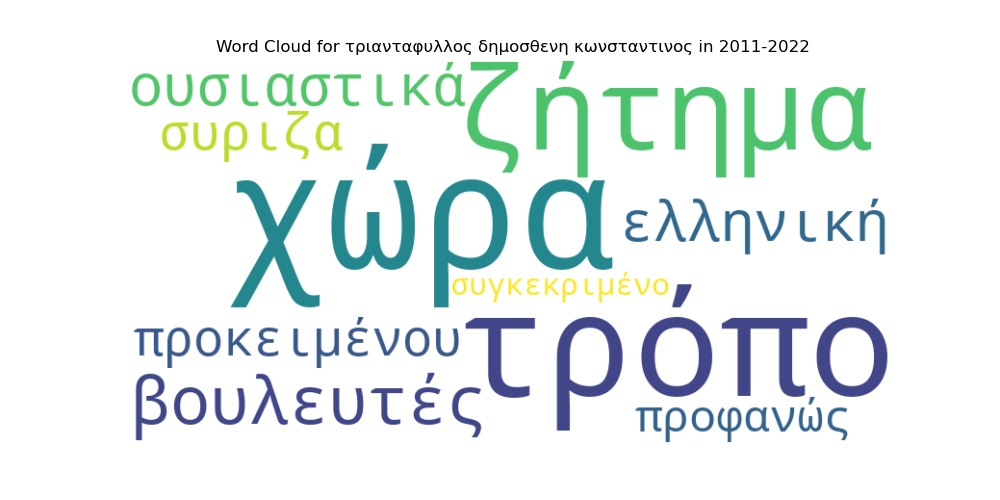 Word Cloud for τριανταφυλλος δημοσθενη κωνσταντινος in 2011-2022
ουσιαστικά
ζήτημα
συριζα
χώρα
ελληνική
συγκεκριμένο
τρόπο
προκειμένου
βουλευτές
προφανώς